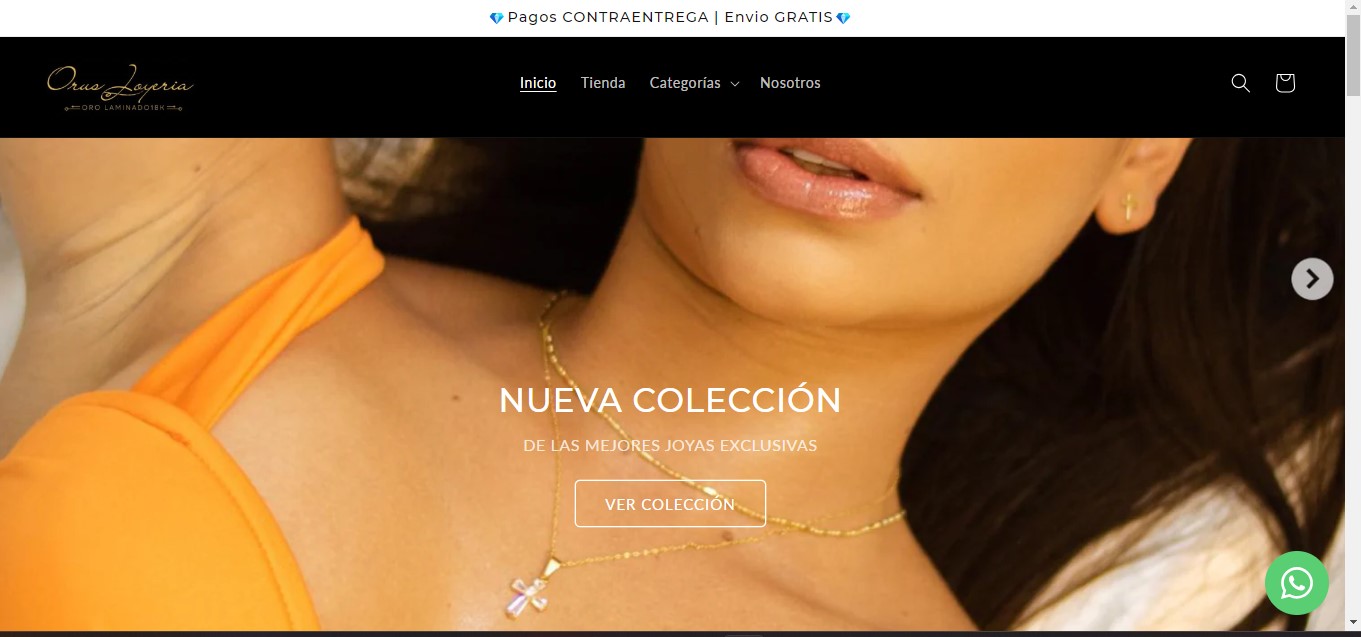 💎Pagos CONTRAENTREGA | Envio GRATIS💎
Orus Joyeria
ORO LAMINADO18K
Inicio
Tienda
Categorías
Nosotros
NUEVA COLECCIÓN
DE LAS MEJORES JOYAS EXCLUSIVAS
VER COLECCIÓN